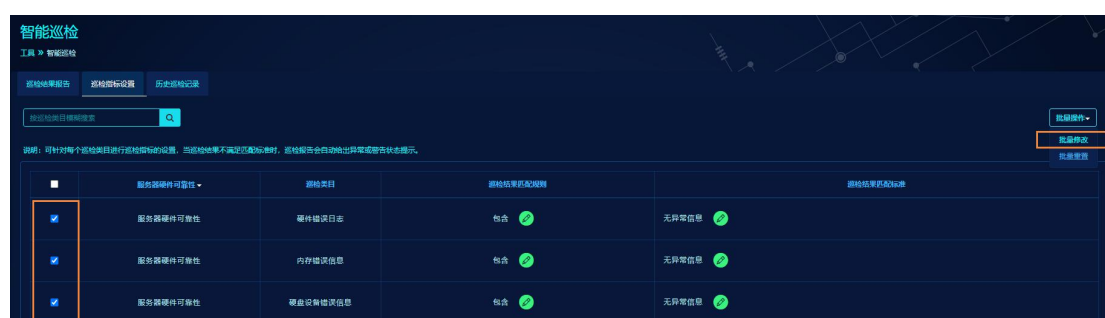 智能巡检
工具 » 智能巡检
巡检结果报告 巡检指标设置 历史巡检记录
按巡检类目模糊搜索
批量操作
批量修改
批量重置
说明：可针对每个巡检类目进行巡检指标的设置，当巡检结果不满足匹配标准时，巡检报告会自动给出异常或警告状态提示。
服务器硬件可靠性 巡检类目 巡检结果匹配规则 巡检结果匹配标准
服务器硬件可靠性 硬件错误日志 包含 无异常信息
服务器硬件可靠性 内存错误信息 包含 无异常信息
服务器硬件可靠性 硬盘设备错误信息 包含 无异常信息